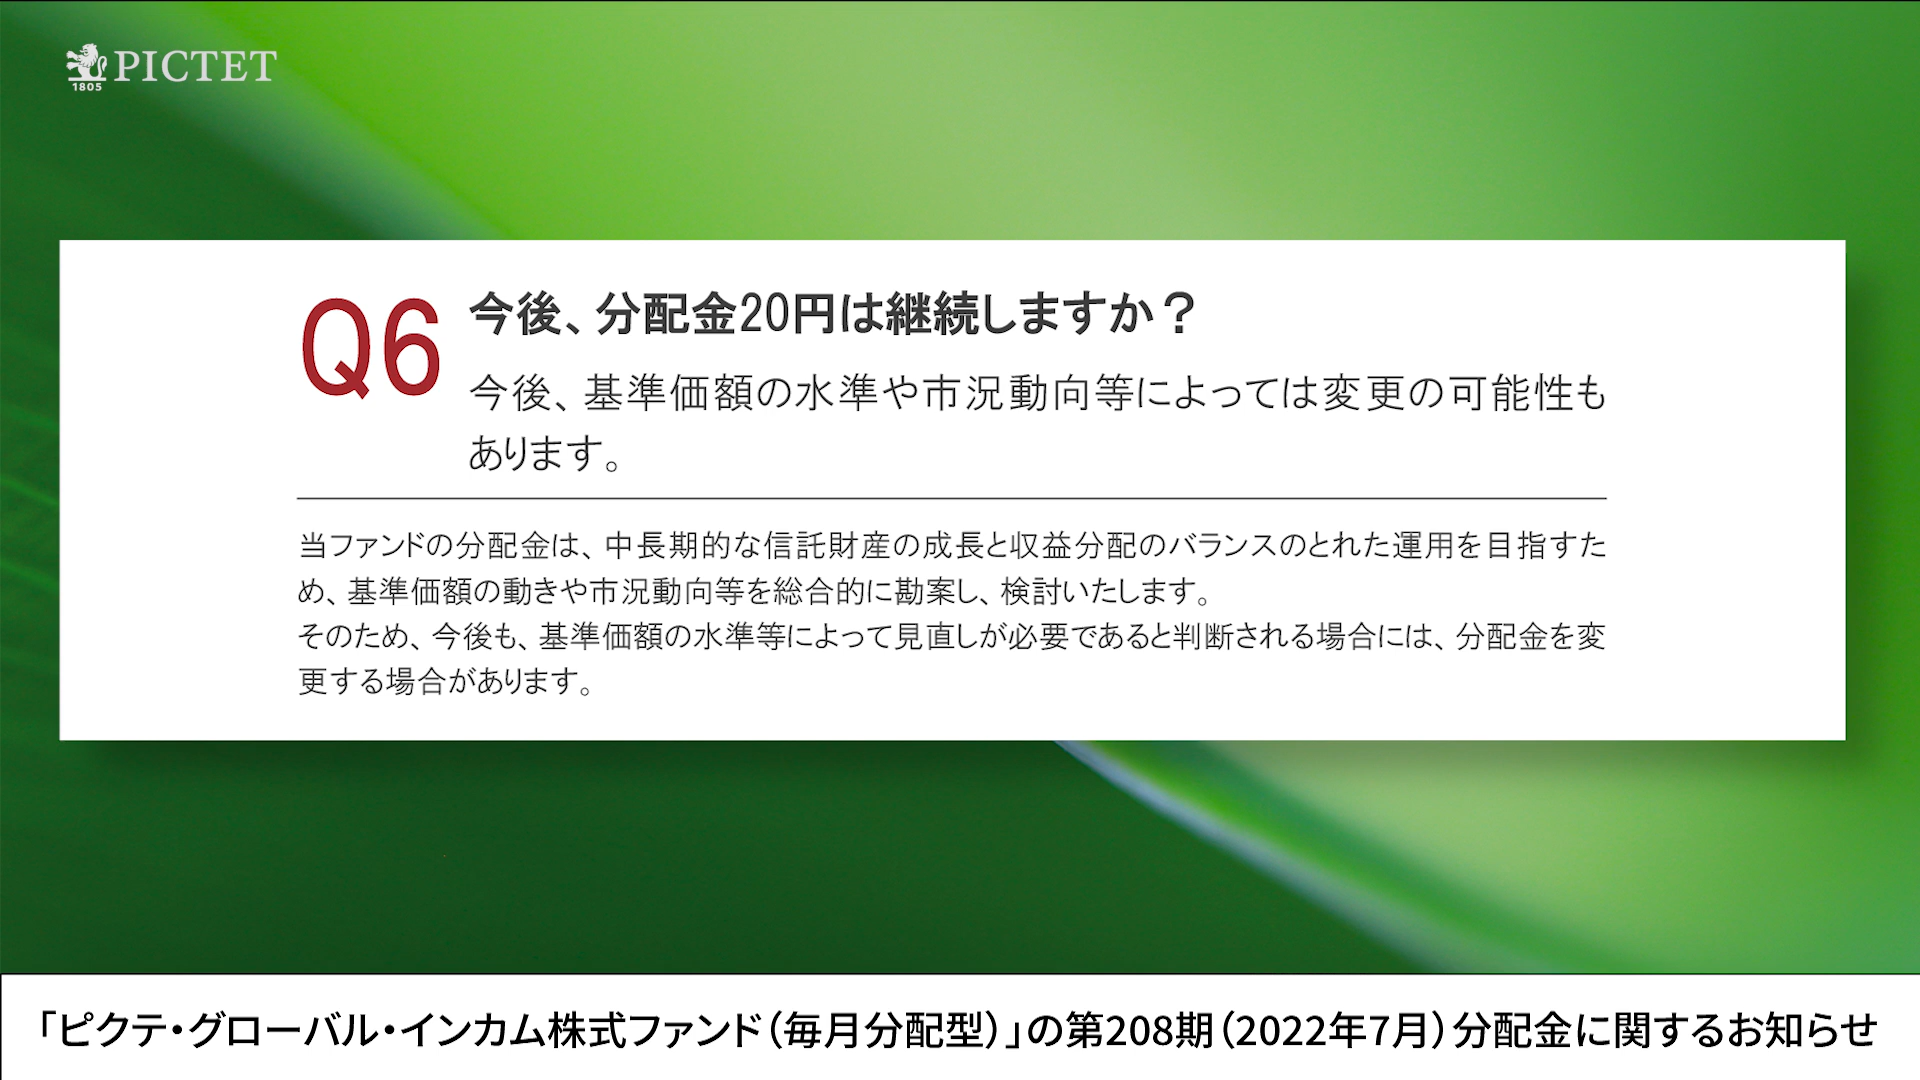 PICTET
1805
Q6
今後、分配金20円は継続しますか？
今後、基準価額の水準や市況動向等によっては変更の可能性も
あります。
当ファンドの分配金は、中長期的な信託財産の成長と収益分配のバランスのとれた運用を目指すた
め、基準価額の動きや市況動向等を総合的に勘案し、検討いたします。
そのため、今後も、基準価額の水準等によって見直しが必要であると判断される場合には、分配金を変
更する場合があります。
「ピクテ・グローバル・インカム株式ファンド（毎月分配型）」の第208期（2022年7月）分配金に関するお知らせ